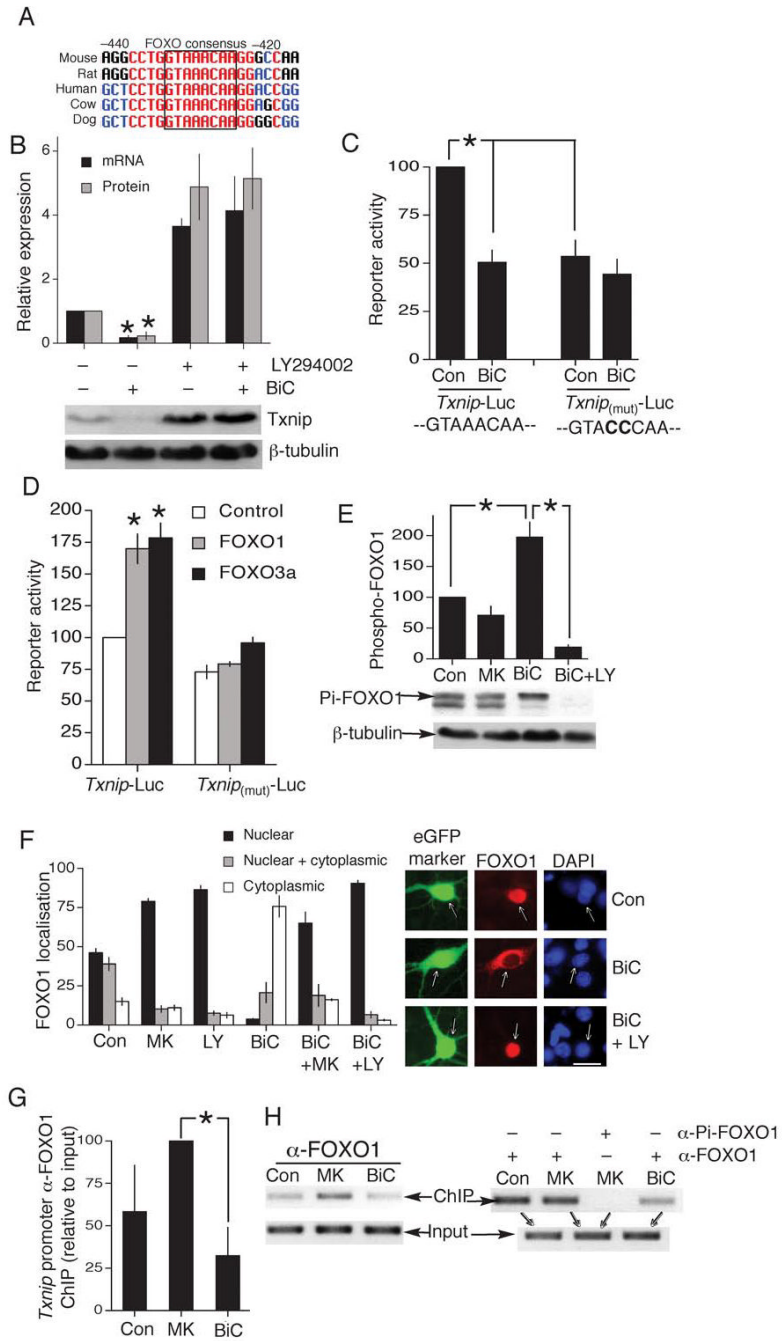 A
–440 FOXO consensus –420
Mouse AGGCCTGGTAAACAAGGGCCAA
Rat AGGCCTGGTAAACAAGGACCAA
Human GCTCCTGGTAAACAAGGACCGG
Cow GCTCCTGGTAAACAAGGAGCGG
Dog GCTCCTGGTAAACAAGGGGCGG
B
Relative expression
6
4
2
0
mRNA
Protein
* *
– – + + LY294002
– + – + BiC
Txnip
β-tubulin
C
Reporter activity
100
75
50
25
0
*
Con BiC Con BiC
Txnip-Luc Txnip(mut)-Luc
--GTAAACAA-- --GTACCCAA--
D
Reporter activity
200
175
150
125
100
75
50
25
0
* *
Control
FOXO1
FOXO3a
Txnip-Luc Txnip(mut)-Luc
E
Phospho-FOXO1
200
150
100
50
0
* *
Con MK BiC BiC+LY
Pi-FOXO1
β-tubulin
F
FOXO1 localisation
100
75
50
25
0
Nuclear
Nuclear + cytoplasmic
Cytoplasmic
Con MK LY BiC BiC +MK BiC +LY
eGFP marker FOXO1 DAPI
Con
BiC
BiC + LY
G
Txnip promoter α-FOXO1
ChIP (relative to input)
100
75
50
25
0
*
Con MK BiC
H
α-FOXO1
Con MK BiC
– – + – α-Pi-FOXO1
+ + – + α-FOXO1
Con MK MK BiC
ChIP
Input